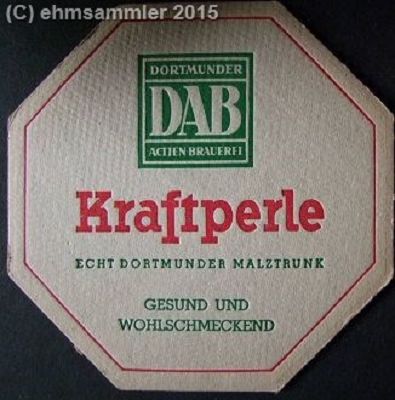 (C) ehmsammler 2015
DORTMUNDER
DAB
ACTIEN-BRAUEREI
Kraftperle
ECHT DORTMUNDER MALZTRUNK
GESUND UND
WOHLSCHMECKEND